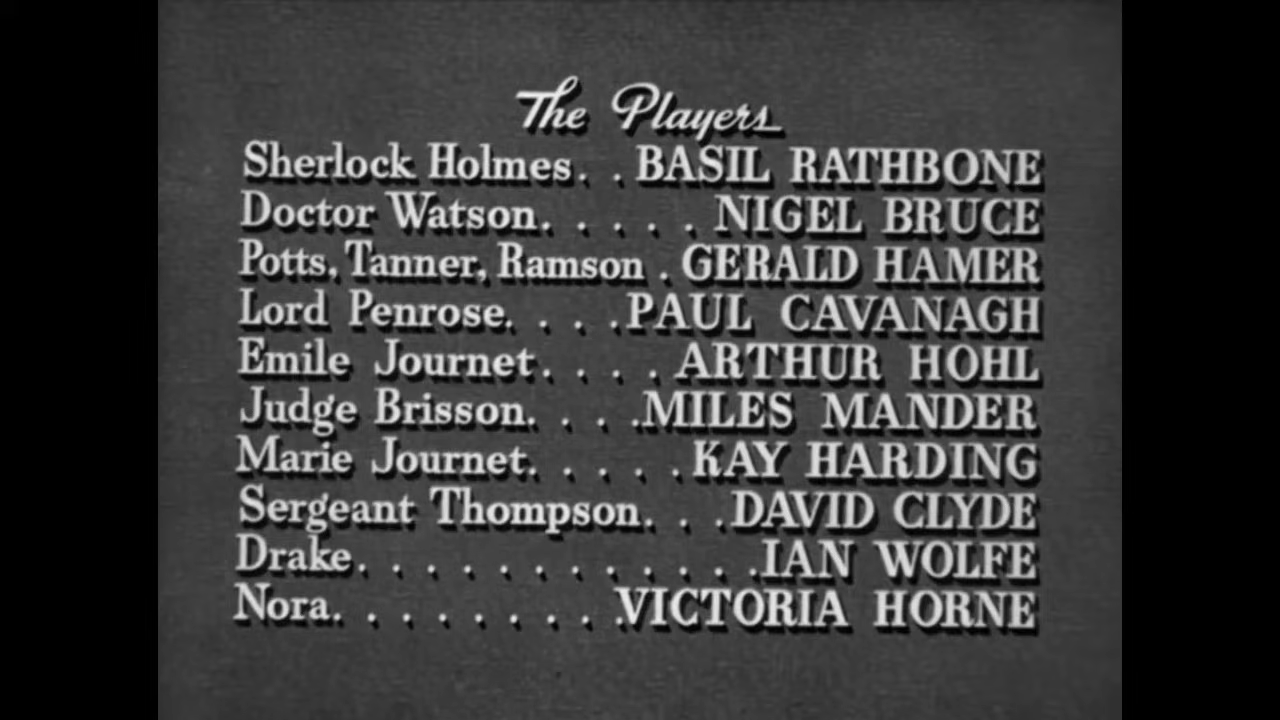 The Players
Sherlock Holmes. . .BASIL RATHBONE
Doctor Watson. . . . . NIGEL BRUCE
Potts, Tanner, Ramson . GERALD HAMER
Lord Penrose. . . .PAUL CAVANAGH
Emile Journet. . . . ARTHUR HOHL
Judge Brisson. . . .MILES MANDER
Marie Journet. . . . .KAY HARDING
Sergeant Thompson. . .DAVID CLYDE
Drake. . . . . . . . . . . . .IAN WOLFE
Nora. . . . . . . . .VICTORIA HORNE